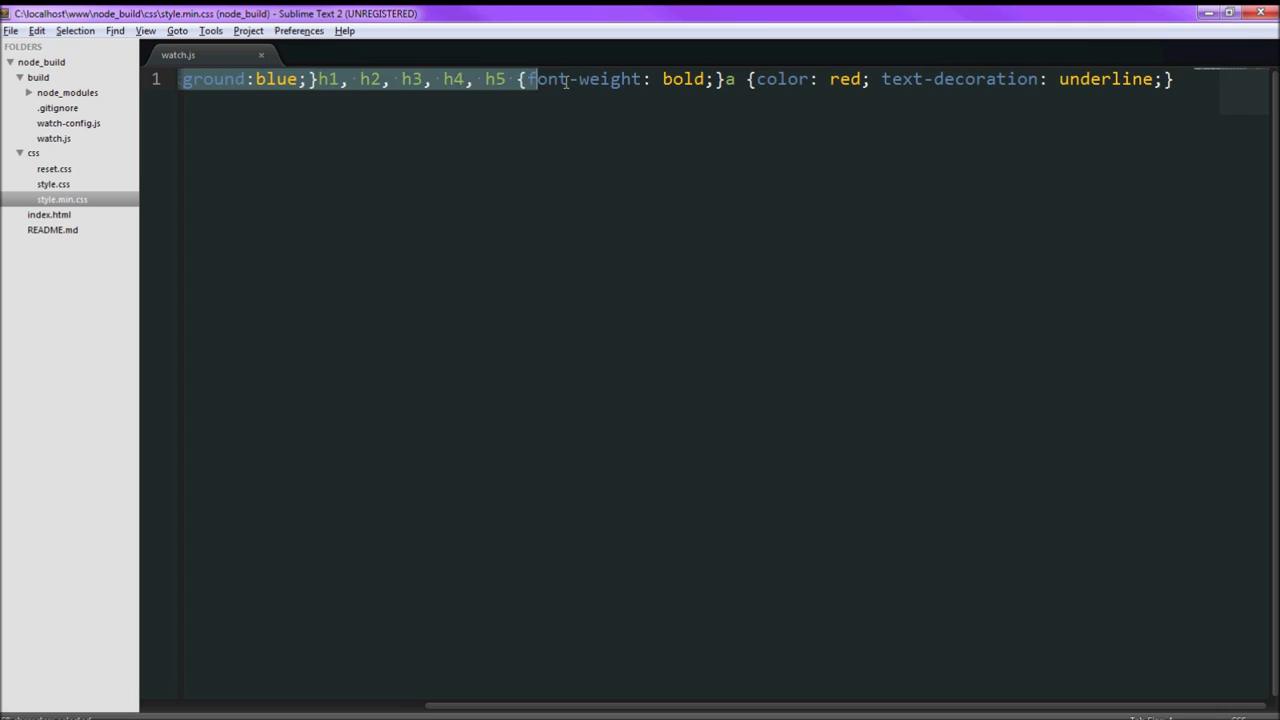 C:\localhost\www\node_build\css\style.min.css (node_build) - Sublime Text 2 (UNREGISTERED)
File Edit Selection Find View Goto Tools Project Preferences Help
FOLDERS
node_build
build
node_modules
.gitignore
watch-config.js
watch.js
css
reset.css
style.css
style.min.css
index.html
README.md
watch.js ×
1 ground:blue;}h1, h2, h3, h4, h5 {font-weight: bold;}a {color: red; text-decoration: underline;}